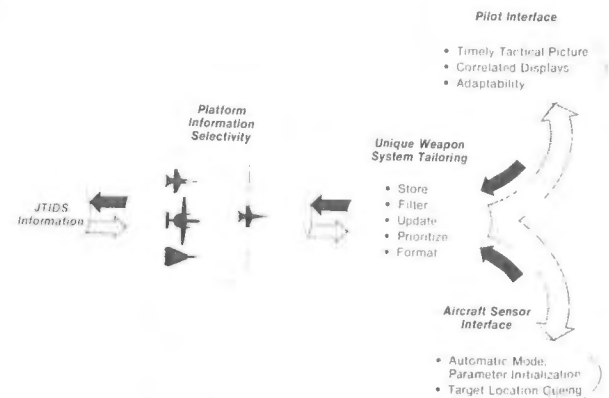 Pilot Interface
• Timely Tactical Picture
• Correlated Displays
• Adaptability
Platform
Information
Selectivity
Unique Weapon
System Tailoring
• Store
• Filter
• Update
• Prioritize
• Format
JTIDS
Information
Aircraft Sensor
Interface
• Automatic Mode,
Parameter Initialization
• Target Location Cueing